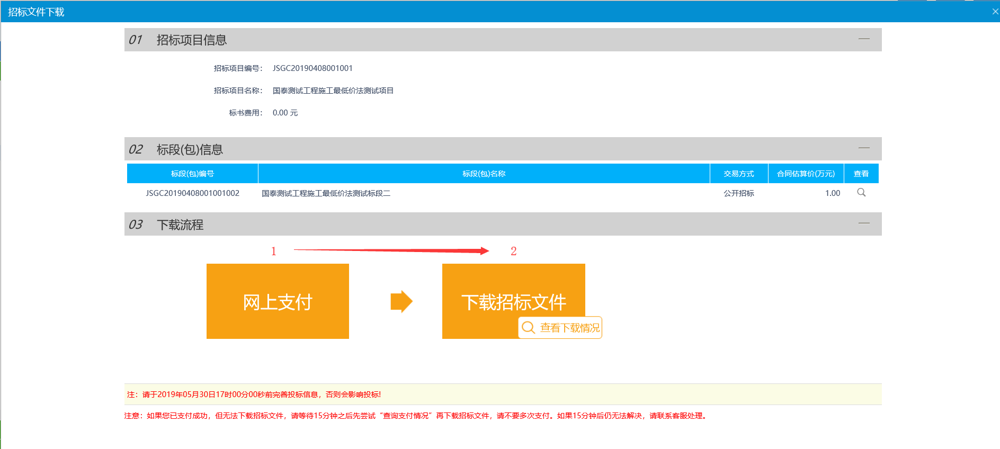 招标文件下载
01 招标项目信息
招标项目编号： JSGC20190408001001
招标项目名称： 国泰测试工程施工最低价法测试项目
标书费用： 0.00 元
02 标段(包)信息
标段(包)编号 标段(包)名称 交易方式 合同估算价(万元) 查看
JSGC20190408001001002 国泰测试工程施工最低价法测试标段二 公开招标 1.00
03 下载流程
1 2
网上支付 下载招标文件
查看下载情况
注：请于2019年05月30日17时00分00秒前完善投标信息，否则会影响投标!
注意：如果您已支付成功，但无法下载招标文件，请等待15分钟之后先尝试“查询支付情况”再下载招标文件，请不要多次支付。如果15分钟后仍无法解决，请联系客服处理。